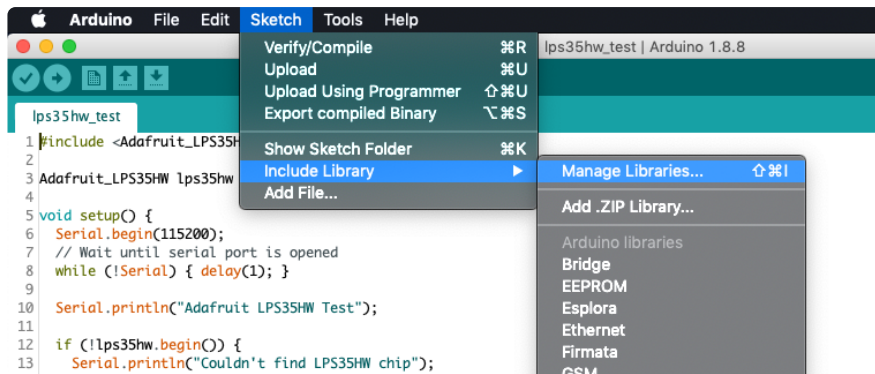 Arduino File Edit Sketch Tools Help
lps35hw_test | Arduino 1.8.8
Verify/Compile ⌘R
Upload ⌘U
Upload Using Programmer ⇧⌘U
Export compiled Binary ⌥⌘S
Show Sketch Folder ⌘K
Include Library ▶
Add File...
Manage Libraries... ⇧⌘I
Add .ZIP Library...
Arduino libraries
Bridge
EEPROM
Esplora
Ethernet
Firmata
GSM
lps35hw_test
1 #include <Adafruit_LPS35H
2
3 Adafruit_LPS35HW lps35hw
4
5 void setup() {
6 Serial.begin(115200);
7 // Wait until serial port is opened
8 while (!Serial) { delay(1); }
9
10 Serial.println("Adafruit LPS35HW Test");
11
12 if (!lps35hw.begin()) {
13 Serial.println("Couldn't find LPS35HW chip");